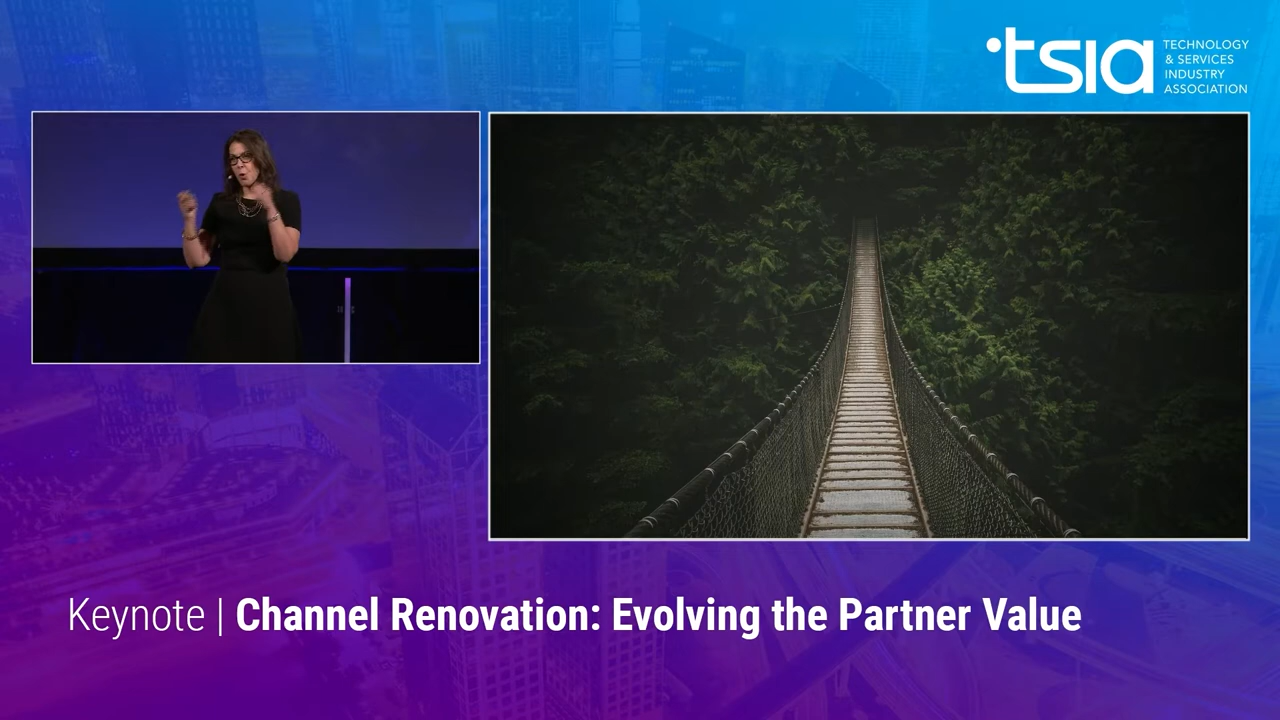 tsia
TECHNOLOGY
& SERVICES
INDUSTRY
ASSOCIATION
Keynote | Channel Renovation: Evolving the Partner Value